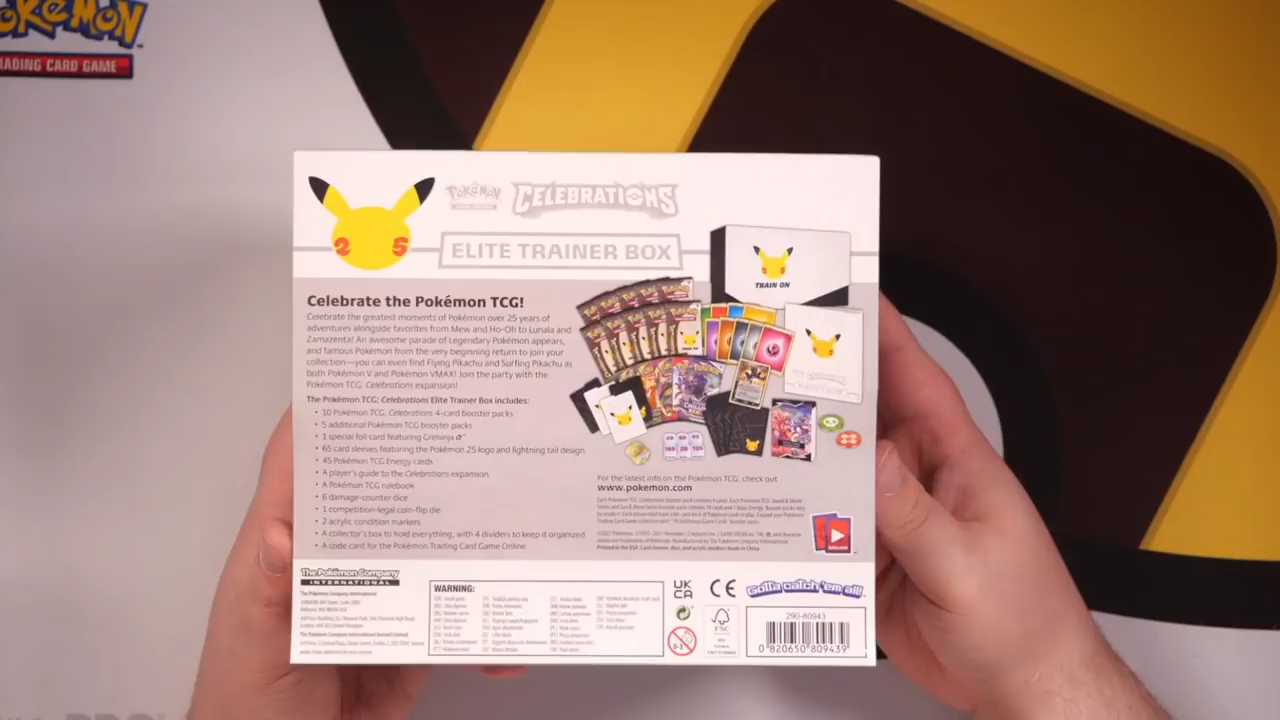 POKéMON
TRADING CARD GAME
25
POKéMON
CELEBRATIONS
ELITE TRAINER BOX
TRAIN ON
Celebrate the Pokémon TCG!
Celebrate the greatest moments of Pokémon over 25 years of
adventures alongside favorites from Mew and Ho-Oh to Lunala and
Zamazenta! An awesome parade of Legendary Pokémon appears,
and famous Pokémon from the very beginning return to join your
collection—you can even find Flying Pikachu and Surfing Pikachu as
both Pokémon V and Pokémon VMAX! Join the party with the
Pokémon TCG: Celebrations expansion!
The Pokémon TCG: Celebrations Elite Trainer Box includes:
• 10 Pokémon TCG: Celebrations 4-card booster packs
• 5 additional Pokémon TCG booster packs
• 1 special foil card featuring Greninja
• 65 card sleeves featuring the Pokémon 25 logo and lightning tail design
• 45 Pokémon TCG Energy cards
• A player's guide to the Celebrations expansion
• A Pokémon TCG rulebook
• 6 damage-counter dice
• 1 competition-legal coin-flip die
• 2 acrylic condition markers
• A collector's box to hold everything, with 4 dividers to keep it organized
• A code card for the Pokémon Trading Card Game Online
For the latest info on the Pokémon TCG, check out
www.pokemon.com
The Pokémon Company
INTERNATIONAL
The Pokémon Company International
WARNING:
UK
CA
CE
FSC
0-3
Gotta catch 'em all!
290-80943
0 820650 809439